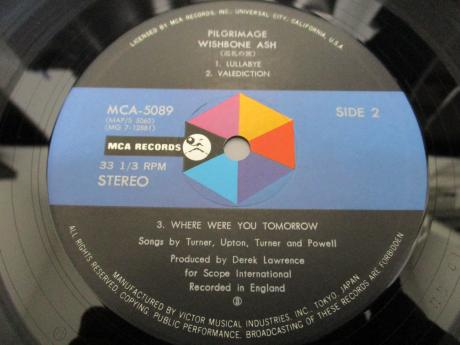 LICENSED BY MCA RECORDS, INC. UNIVERSAL CITY, CALIFORNIA, U.S.A.
PILGRIMAGE
WISHBONE ASH
(巡礼の旅)
1. LULLABYE
2. VALEDICTION
MCA-5089
(MAP/S 5065)
(MG 7-12881)
SIDE 2
MCA RECORDS
33 1/3 RPM
STEREO
3. WHERE WERE YOU TOMORROW
Songs by Turner, Upton, Turner and Powell
Produced by Derek Lawrence
for Scope International
Recorded in England
MANUFACTURED BY VICTOR MUSICAL INDUSTRIES, INC. TOKYO, JAPAN
ALL RIGHTS RESERVED. COPYING, PUBLIC PERFORMANCE, BROADCASTING OF THESE RECORDS ARE FORBIDDEN